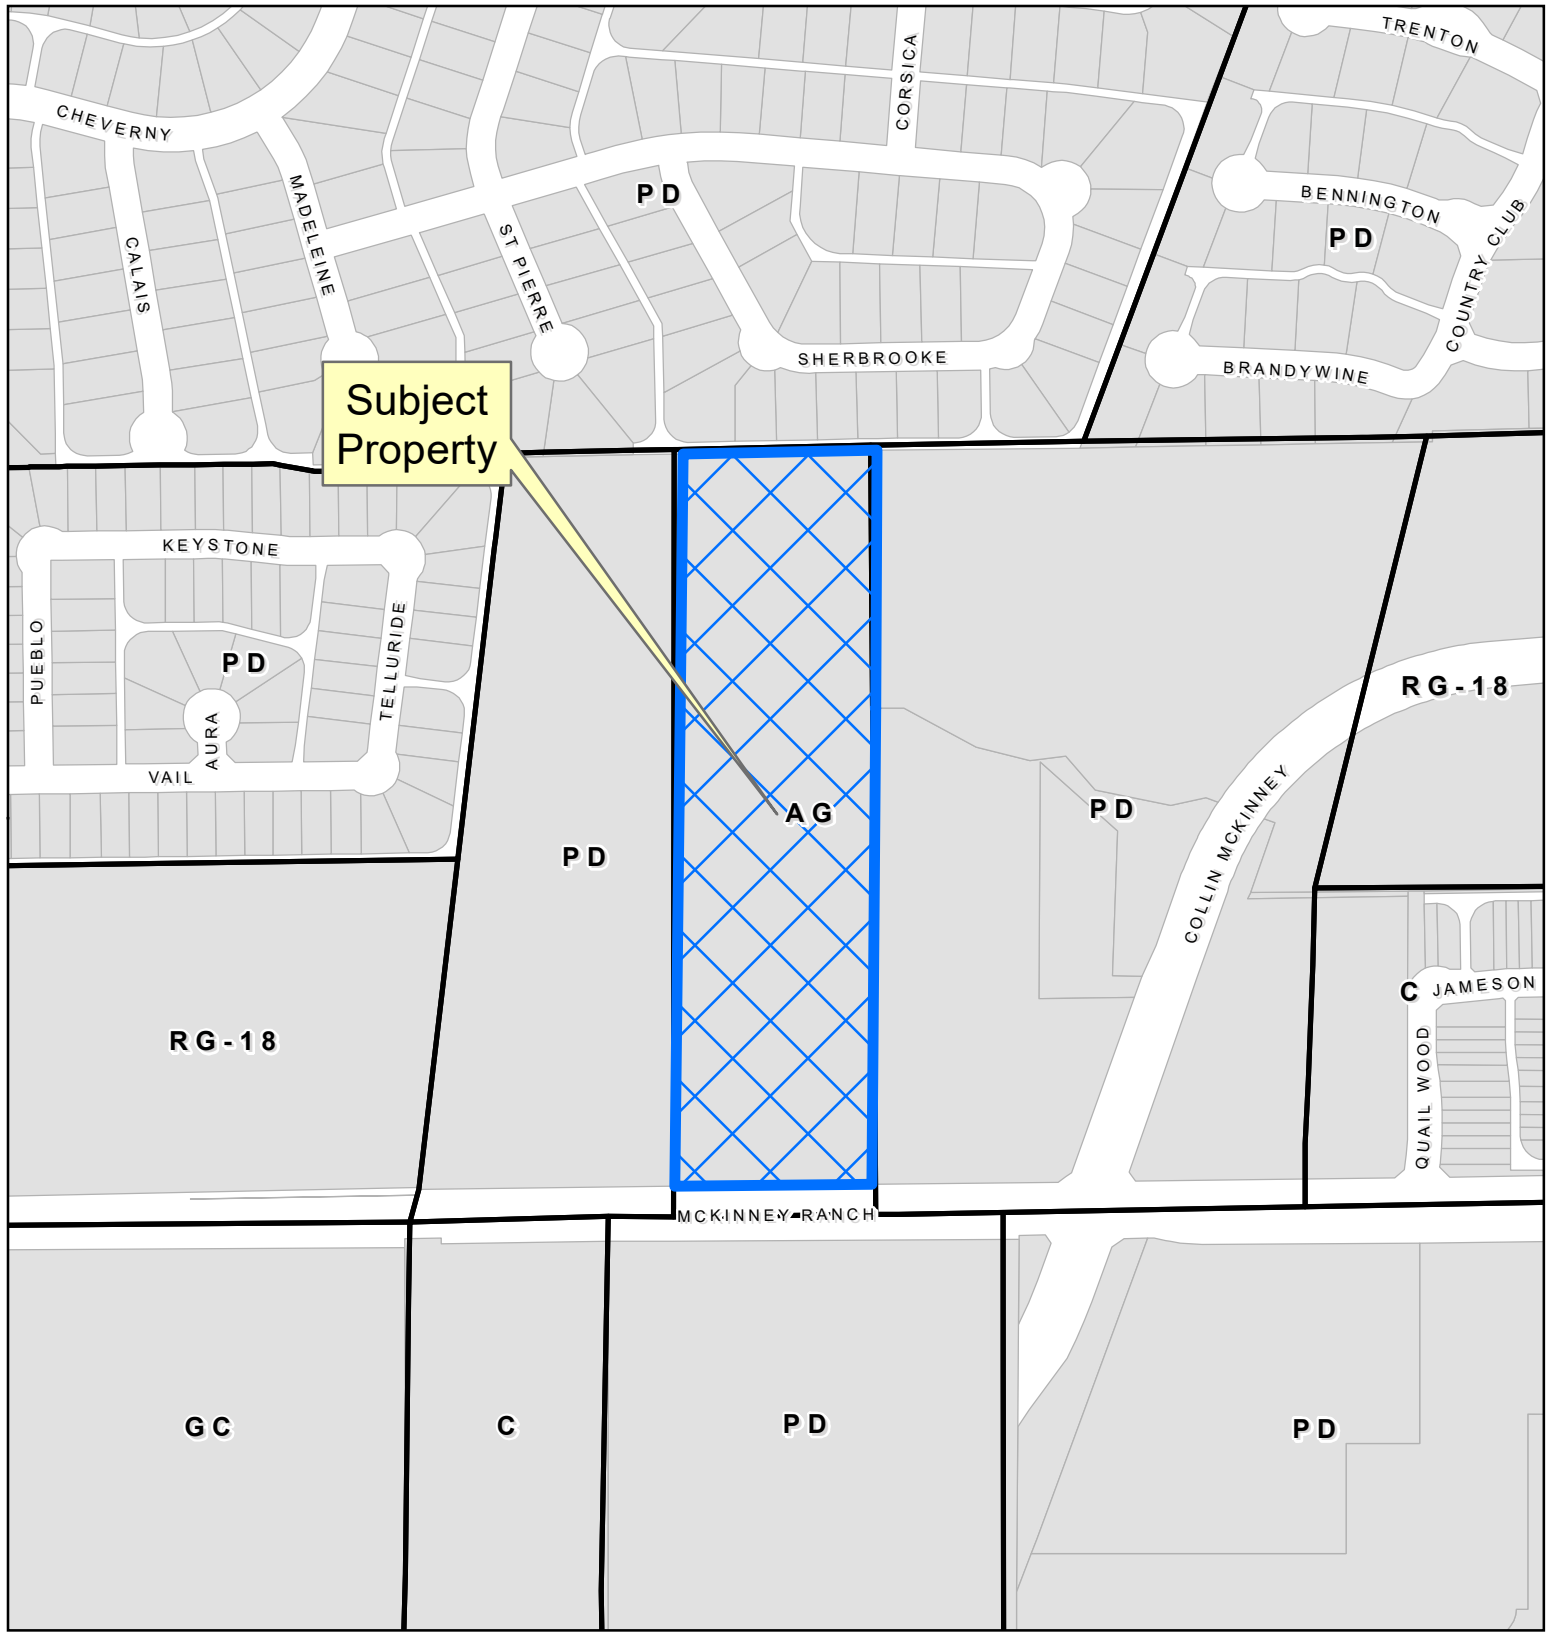 TRENTON
CORSICA
CHEVERNY
MADELEINE
PD
BENNINGTON
COUNTRY CLUB
PD
CALAIS
ST PIERRE
SHERBROOKE
BRANDYWINE
Subject
Property
KEYSTONE
PUEBLO
TELLURIDE
PD
AURA
VAIL
RG-18
AG
PD
PD
COLLIN MCKINNEY
C
JAMESON
QUAIL WOOD
RG-18
MCKINNEY RANCH
GC
C
PD
PD